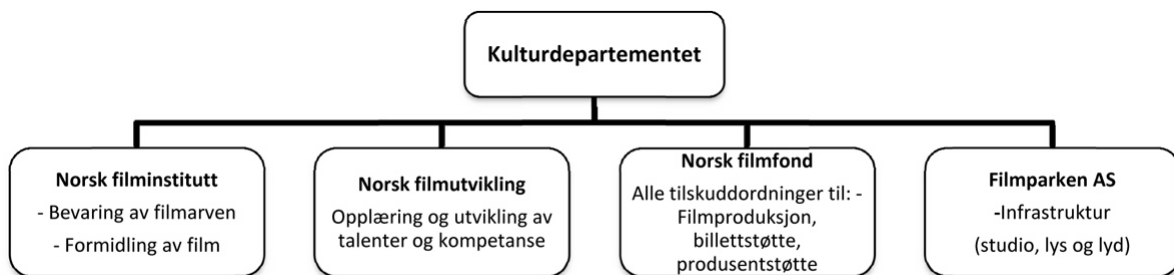 Kulturdepartementet
Norsk filminstitutt
- Bevaring av filmarven
- Formidling av film
Norsk filmutvikling
Opplæring og utvikling av
talenter og kompetanse
Norsk filmfond
Alle tilskuddordninger til: -
Filmproduksjon,
billettstøtte,
produsentstøtte
Filmparken AS
-Infrastruktur
(studio, lys og lyd)